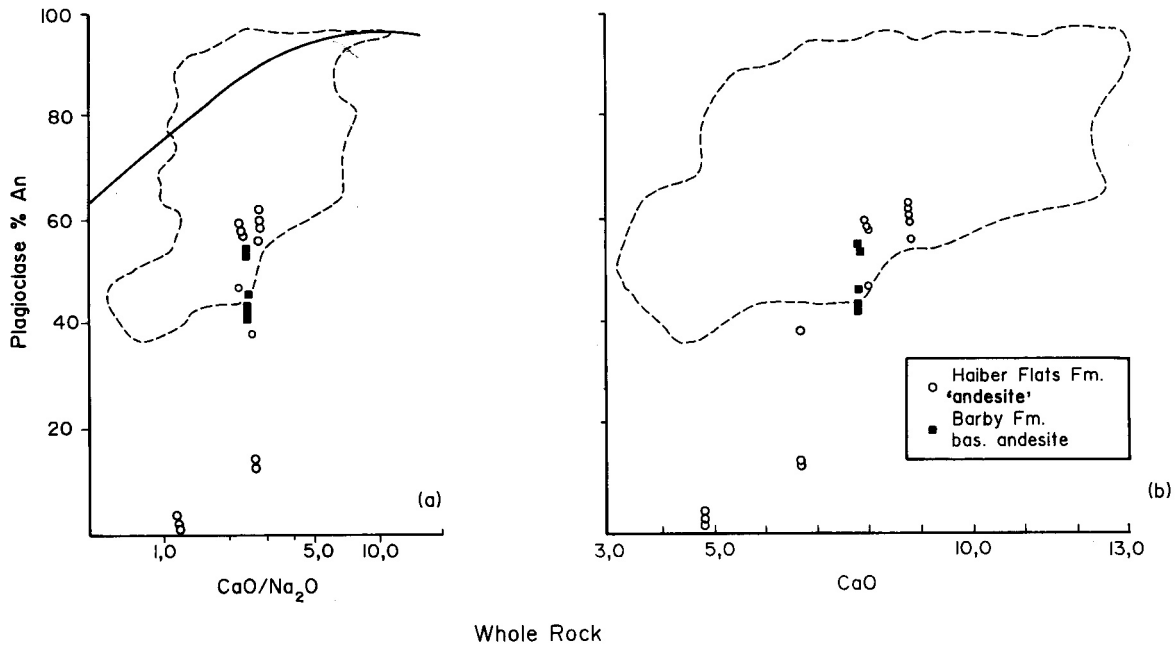 100
80
60
40
20
Plagioclase % An
1,0
5,0
10,0
CaO/Na₂O
(a)
3,0
5,0
10,0
13,0
CaO
(b)
Haiber Flats Fm.
'andesite'
Barby Fm.
bas. andesite
Whole Rock